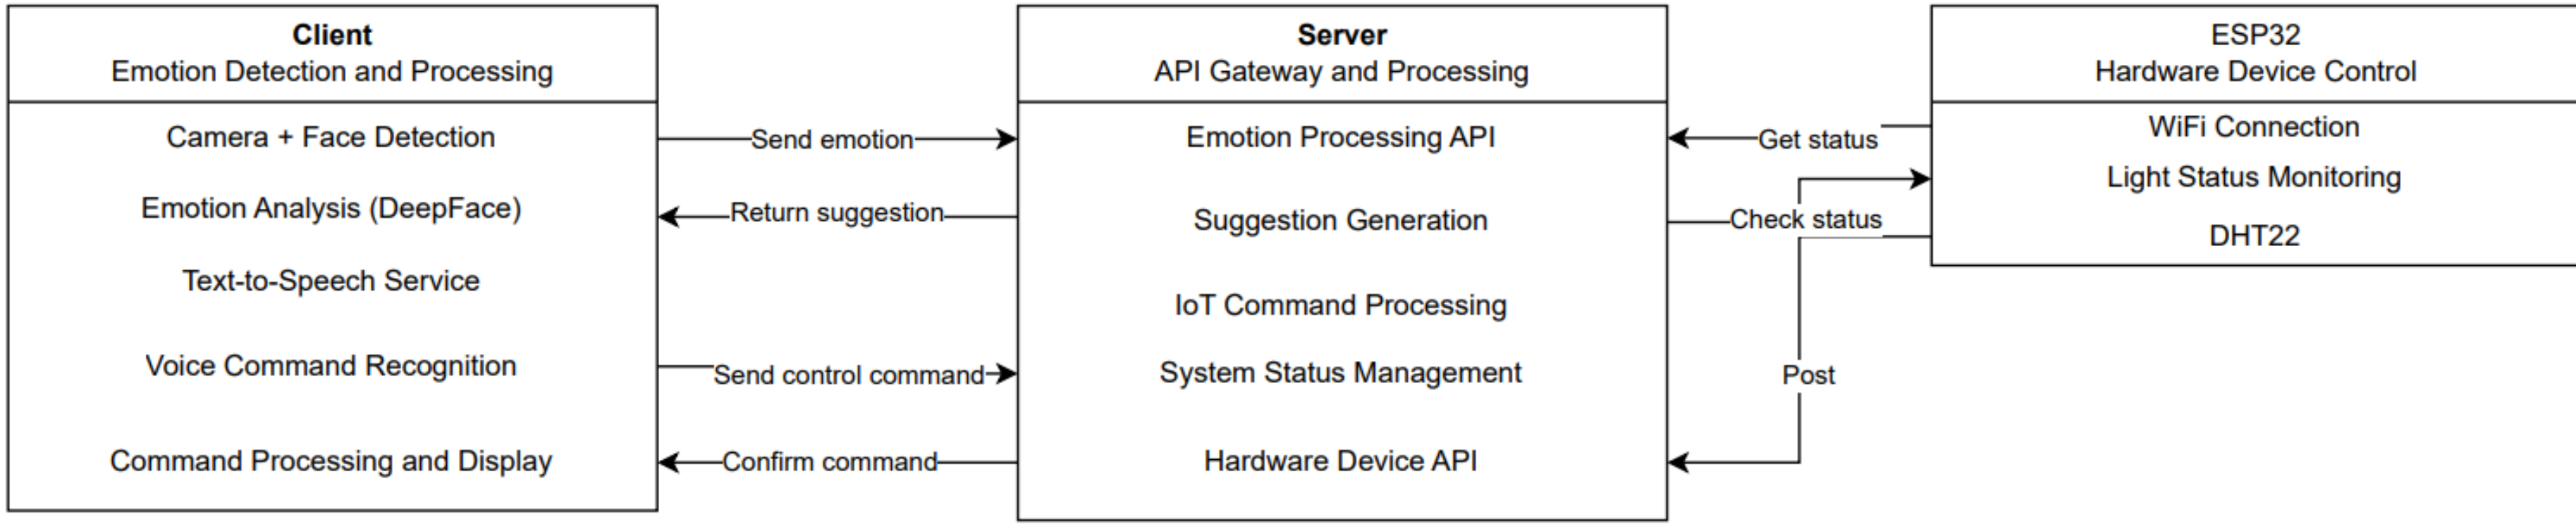 Client
Emotion Detection and Processing
Camera + Face Detection
Emotion Analysis (DeepFace)
Text-to-Speech Service
Voice Command Recognition
Command Processing and Display
Send emotion
Return suggestion
Send control command
Confirm command
Server
API Gateway and Processing
Emotion Processing API
Suggestion Generation
IoT Command Processing
System Status Management
Hardware Device API
Get status
Check status
Post
ESP32
Hardware Device Control
WiFi Connection
Light Status Monitoring
DHT22